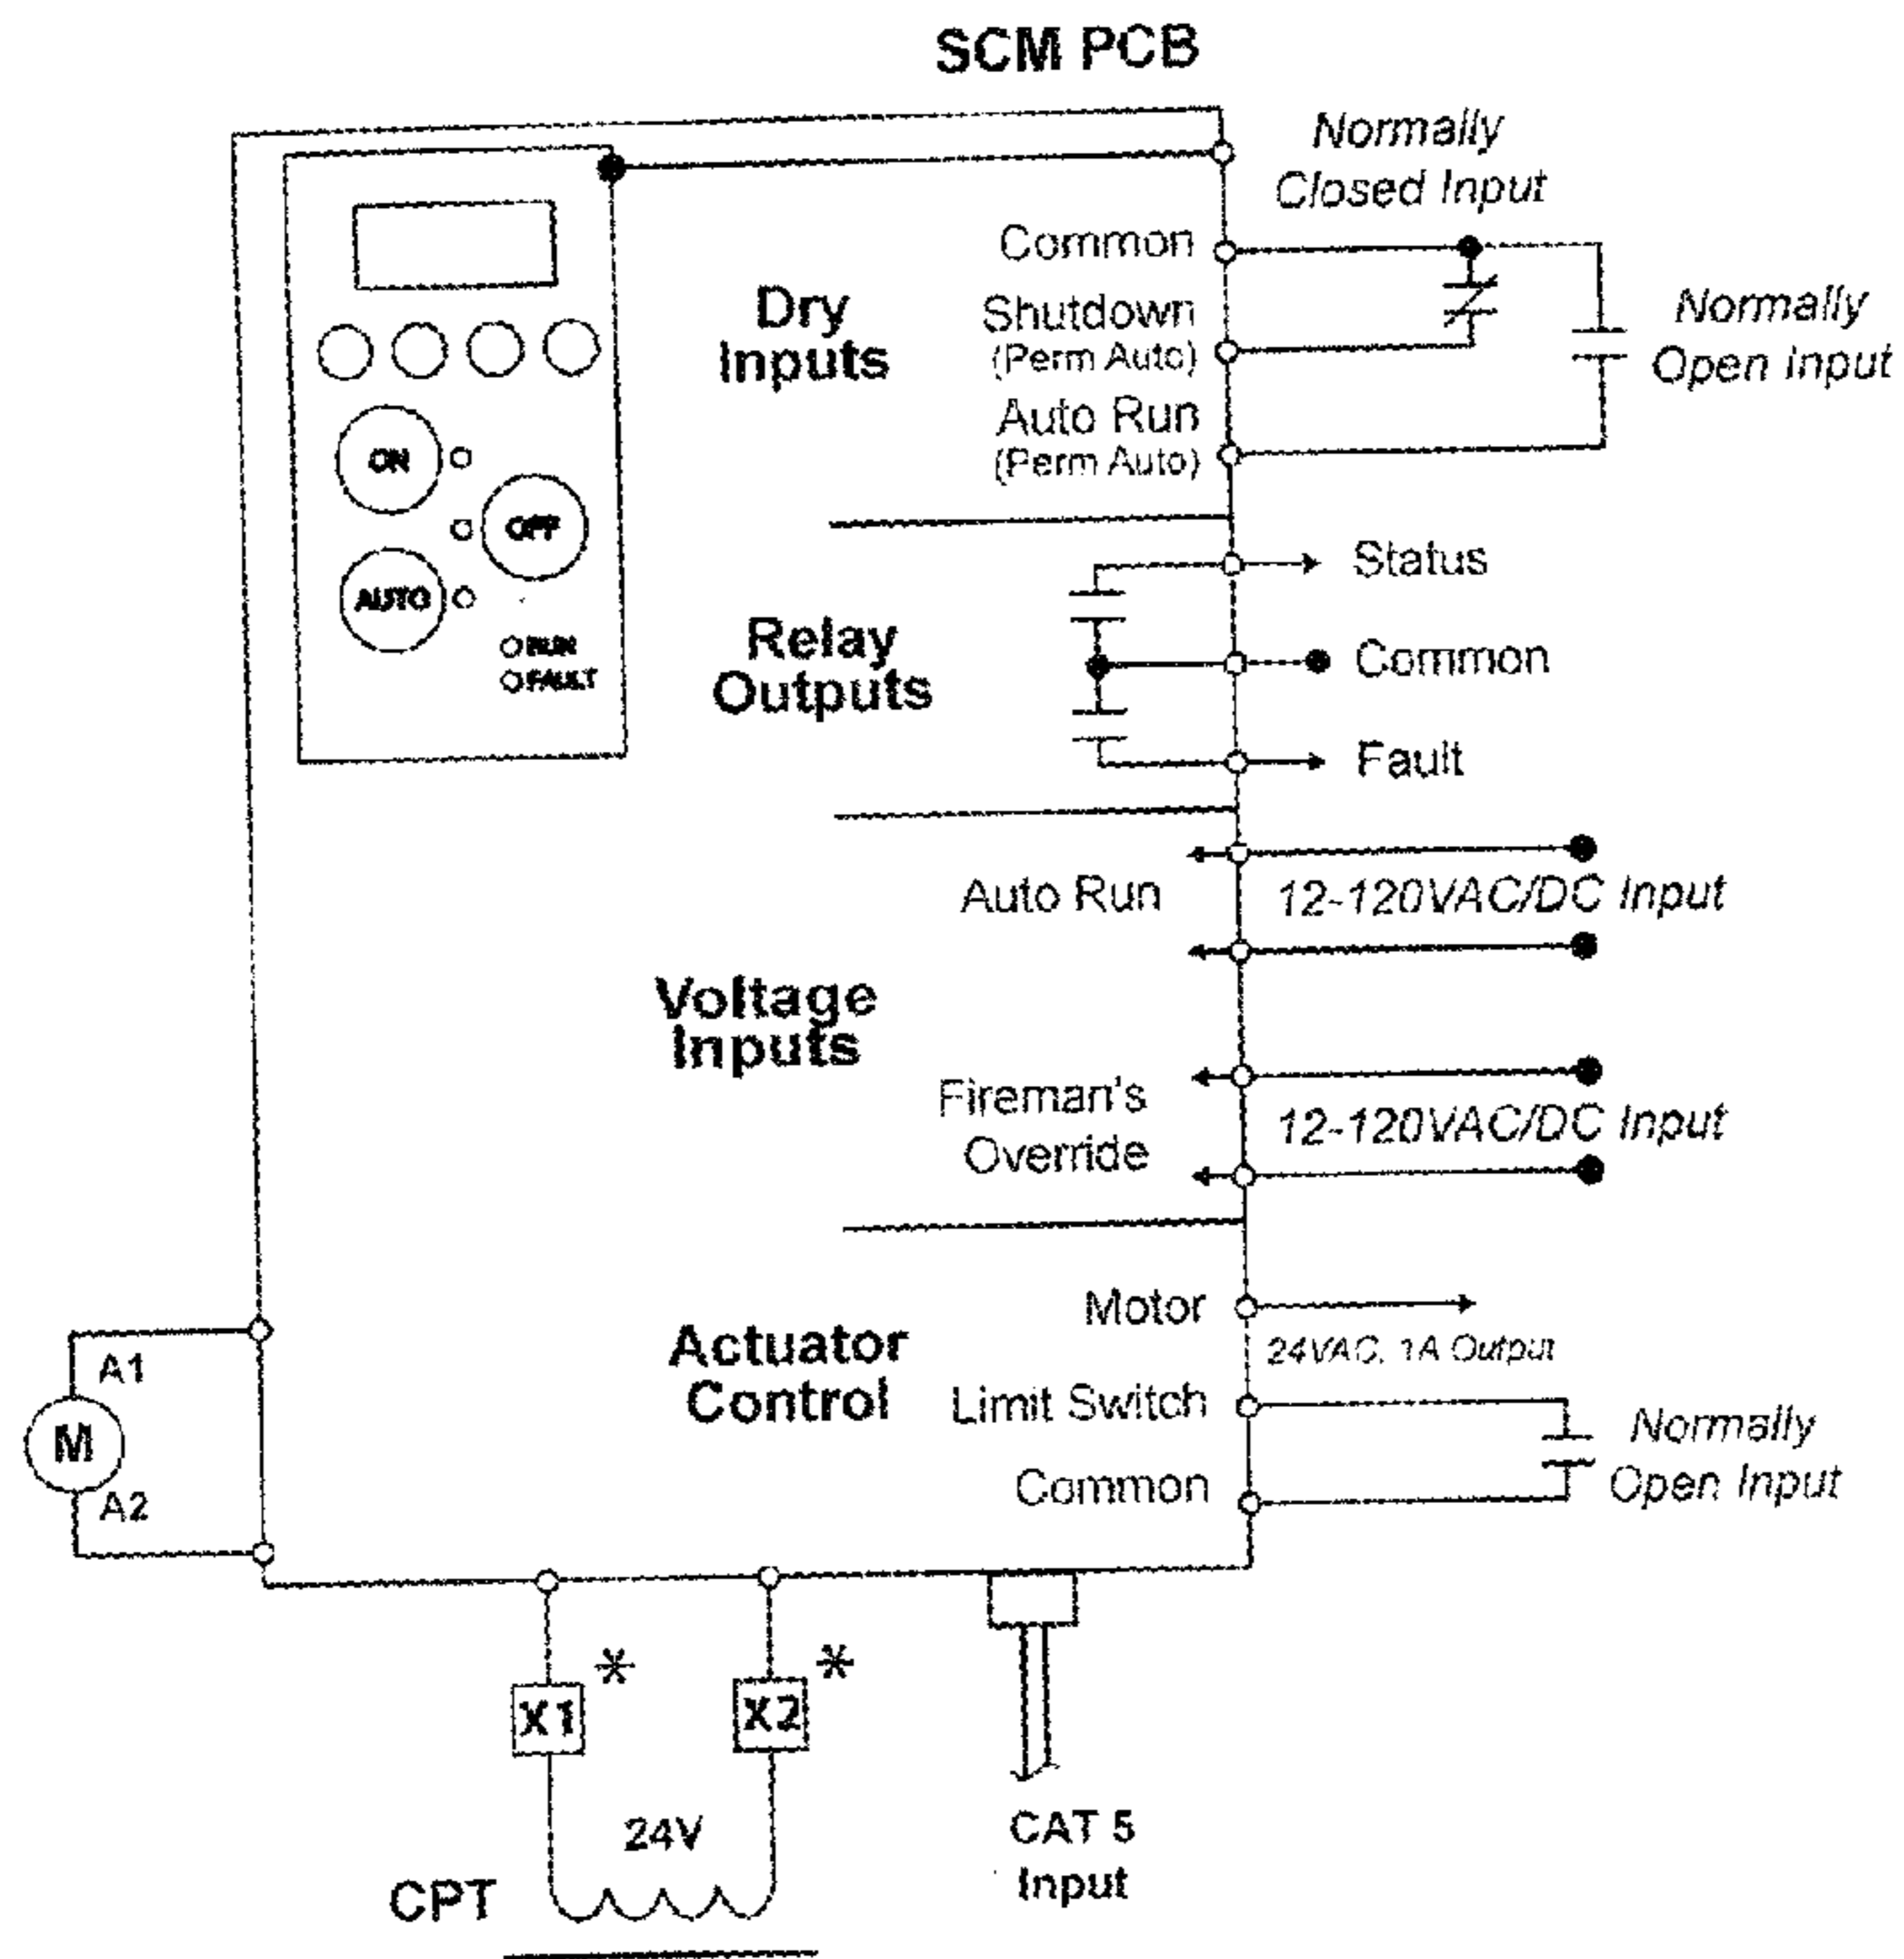 SCM PCB
Normally
Closed Input
Common
Dry
Inputs
Shutdown
(Perm Auto)
Normally
Open Input
Auto Run
(Perm Auto)
ON
OFF
AUTO
RUN
FAULT
Relay
Outputs
Status
Common
Fault
Auto Run
12-120VAC/DC Input
Voltage
Inputs
Fireman's
Override
12-120VAC/DC Input
Actuator
Control
Motor
24VAC, 1A Output
Limit Switch
Common
Normally
Open Input
A1
M
A2
X1 *
X2 *
24V
CPT
CAT 5
Input